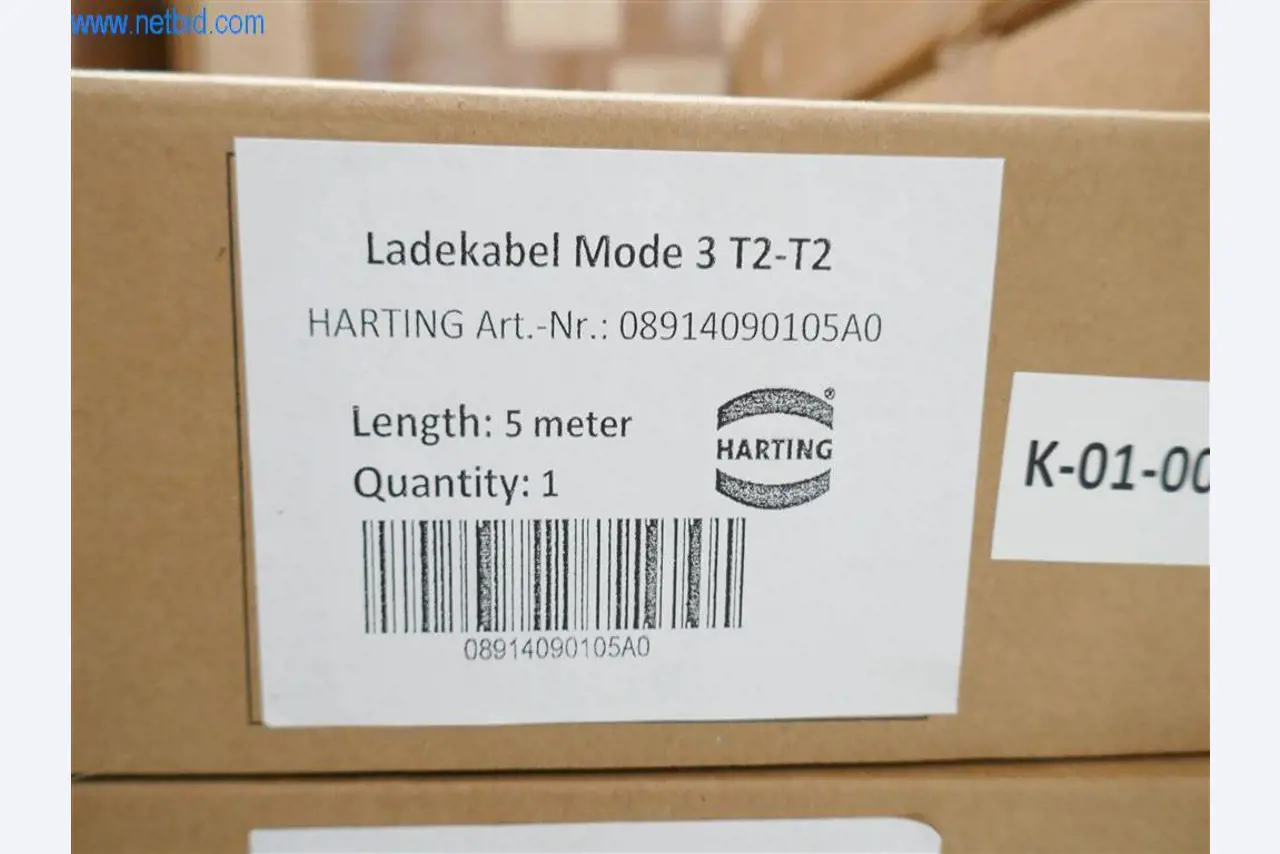 www.netbid.com
Ladekabel Mode 3 T2-T2
HARTING Art.-Nr.: 08914090105A0
Length: 5 meter
Quantity: 1
HARTING®
08914090105A0
K-01-00